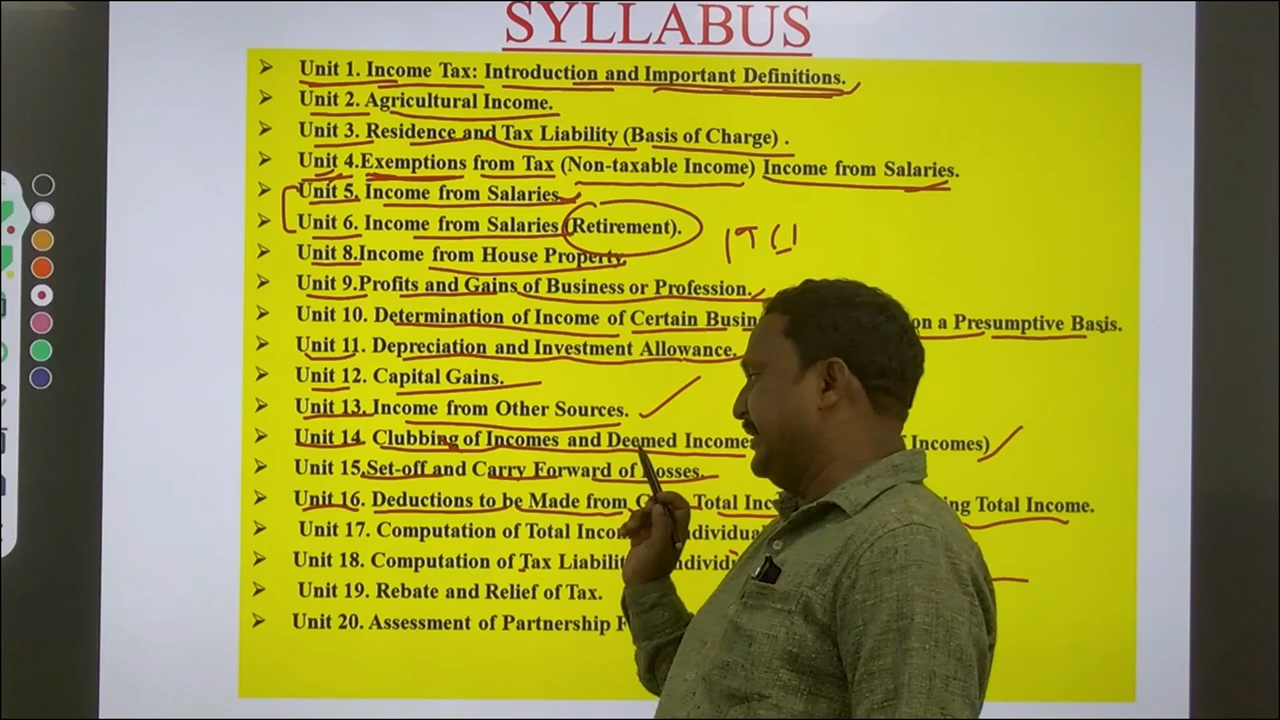 SYLLABUS
Unit 1. Income Tax: Introduction and Important Definitions.
Unit 2. Agricultural Income.
Unit 3. Residence and Tax Liability (Basis of Charge) .
Unit 4.Exemptions from Tax (Non-taxable Income) Income from Salaries.
Unit 5. Income from Salaries.
Unit 6. Income from Salaries (Retirement).
Unit 8.Income from House Property.
Unit 9.Profits and Gains of Business or Profession.
Unit 10. Determination of Income of Certain on a Presumptive Basis.
Unit 11. Depreciation and Investment Allowance.
Unit 12. Capital Gains.
Unit 13. Income from Other Sources.
Unit 14. Clubbing of Incomes and Deemed Incomes) 
Unit 15.Set-off and Carry Forward of Losses.
Unit 16. Deductions to be Made from Total Total Income.
Unit 17. Computation of Total
Unit 18. Computation of Tax
Unit 19. Rebate and Relief of Tax.
Unit 20. Assessment of Partnership